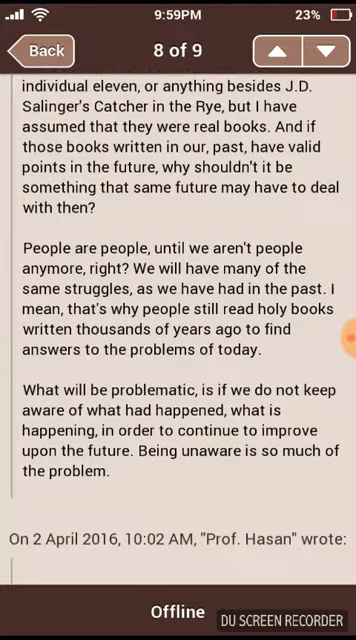 9:59PM
23%
Back
8 of 9
individual eleven, or anything besides J.D.
Salinger's Catcher in the Rye, but I have
assumed that they were real books. And if
those books written in our, past, have valid
points in the future, why shouldn't it be
something that same future may have to deal
with then?
People are people, until we aren't people
anymore, right? We will have many of the
same struggles, as we have had in the past. I
mean, that's why people still read holy books
written thousands of years ago to find
answers to the problems of today.
What will be problematic, is if we do not keep
aware of what had happened, what is
happening, in order to continue to improve
upon the future. Being unaware is so much of
the problem.
On 2 April 2016, 10:02 AM, "Prof. Hasan" wrote:
Offline
DU SCREEN RECORDER